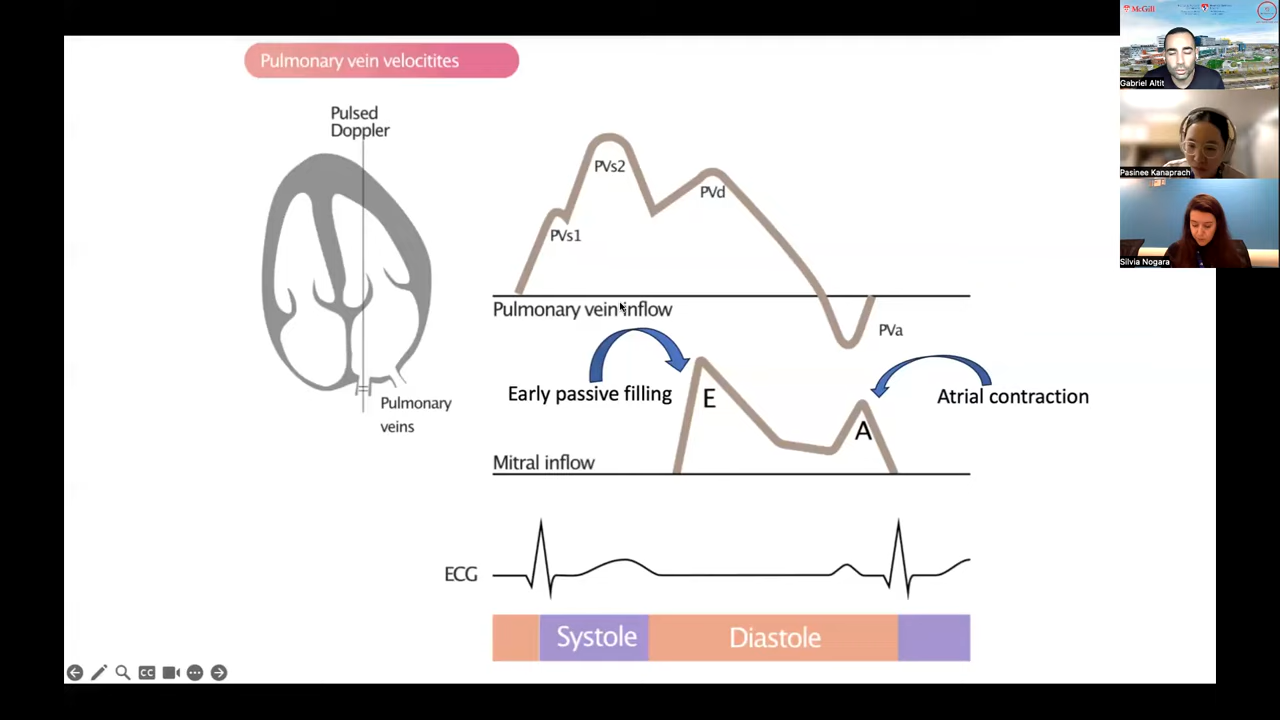 McGill
Pulmonary vein velocitites
Gabriel Altit
Pulsed
Doppler
PVs2
Pasinee Kanaprach
PVd
PVs1
Silvia Nogara
Pulmonary vein inflow
PVa
Early passive filling
E
Atrial contraction
Pulmonary
veins
A
Mitral inflow
ECG
Systole
Diastole
CC